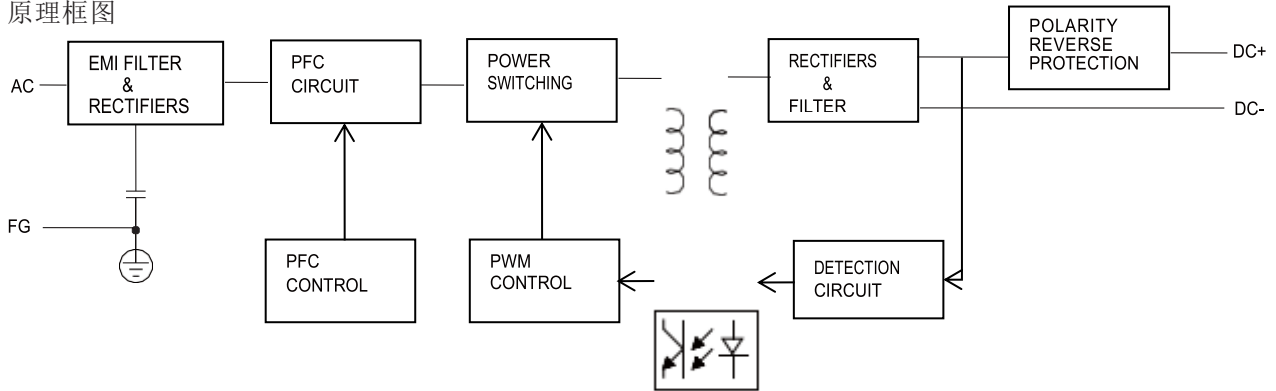 原理框图
AC
EMI FILTER
&
RECTIFIERS
PFC
CIRCUIT
POWER
SWITCHING
RECTIFIERS
&
FILTER
POLARITY
REVERSE
PROTECTION
DC+
DC-
FG
PFC
CONTROL
PWM
CONTROL
DETECTION
CIRCUIT